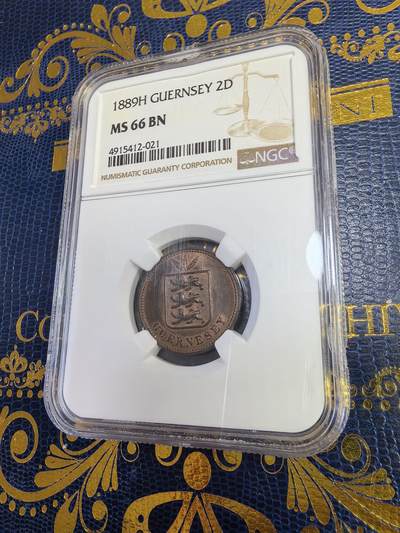 1889H GUERNSEY 2D
MS 66 BN
4915412-021
NUMISMATIC GUARANTY CORPORATION
NGC
GUERNESEY